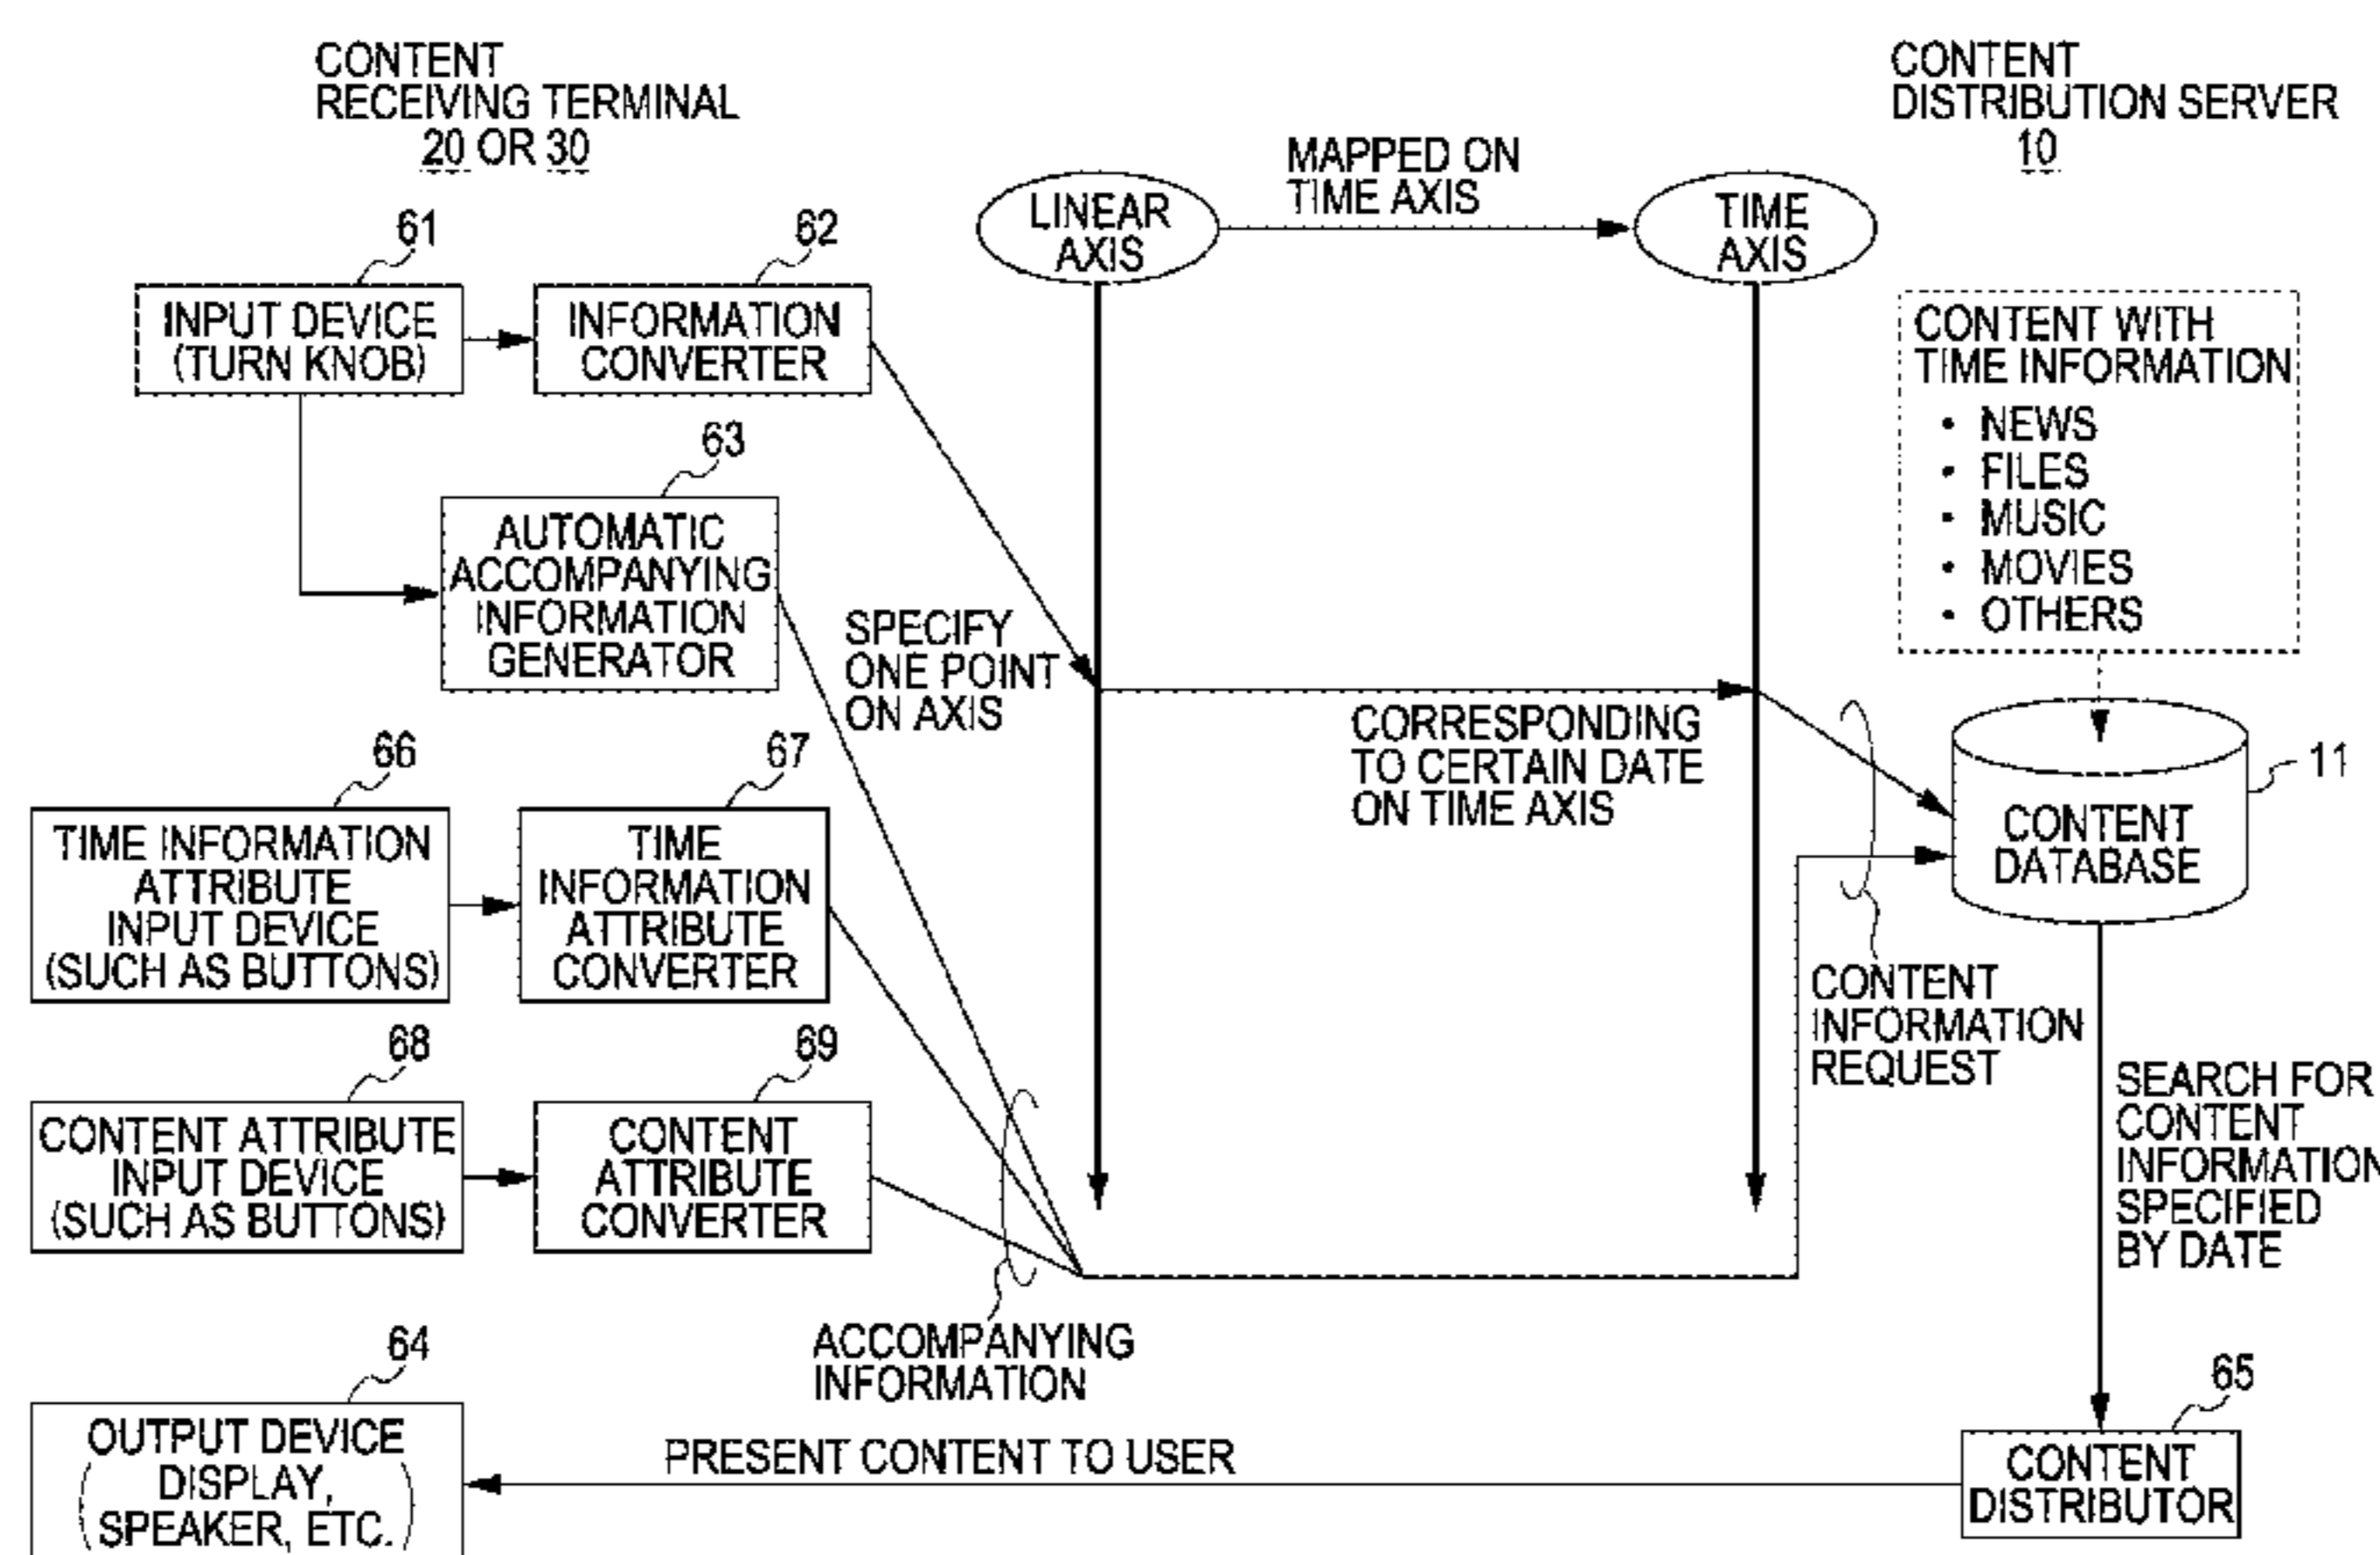 CONTENT
RECEIVING TERMINAL
20 OR 30
CONTENT
DISTRIBUTION SERVER
10
MAPPED ON
TIME AXIS
LINEAR
AXIS
TIME
AXIS
61
INPUT DEVICE
(TURN KNOB)
62
INFORMATION
CONVERTER
CONTENT WITH
TIME INFORMATION
• NEWS
• FILES
• MUSIC
• MOVIES
• OTHERS
63
AUTOMATIC
ACCOMPANYING
INFORMATION
GENERATOR
SPECIFY
ONE POINT
ON AXIS
CORRESPONDING
TO CERTAIN DATE
ON TIME AXIS
11
CONTENT
DATABASE
66
TIME INFORMATION
ATTRIBUTE
INPUT DEVICE
(SUCH AS BUTTONS)
67
TIME
INFORMATION
ATTRIBUTE
CONVERTER
CONTENT
INFORMATION
REQUEST
68
CONTENT ATTRIBUTE
INPUT DEVICE
(SUCH AS BUTTONS)
69
CONTENT
ATTRIBUTE
CONVERTER
SEARCH FOR
CONTENT
INFORMATION
SPECIFIED
BY DATE
ACCOMPANYING
INFORMATION
64
OUTPUT DEVICE
(DISPLAY,
SPEAKER, ETC.)
PRESENT CONTENT TO USER
65
CONTENT
DISTRIBUTOR